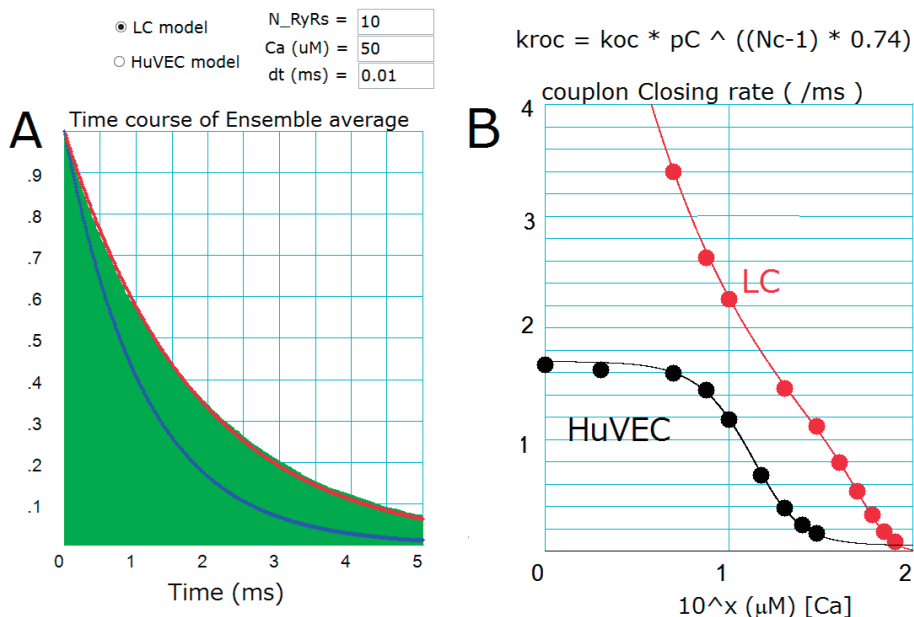 LC model
HuVEC model
N_RyRs = 10
Ca (uM) = 50
dt (ms) = 0.01
A
Time course of Ensemble average
.9
.8
.7
.6
.5
.4
.3
.2
.1
0 1 2 3 4 5
Time (ms)
kroc = koc * pC ^ ((Nc-1) * 0.74)
B
couplon Closing rate ( /ms )
4
3
2
1
LC
HuVEC
0 1 2
10^x (μM) [Ca]